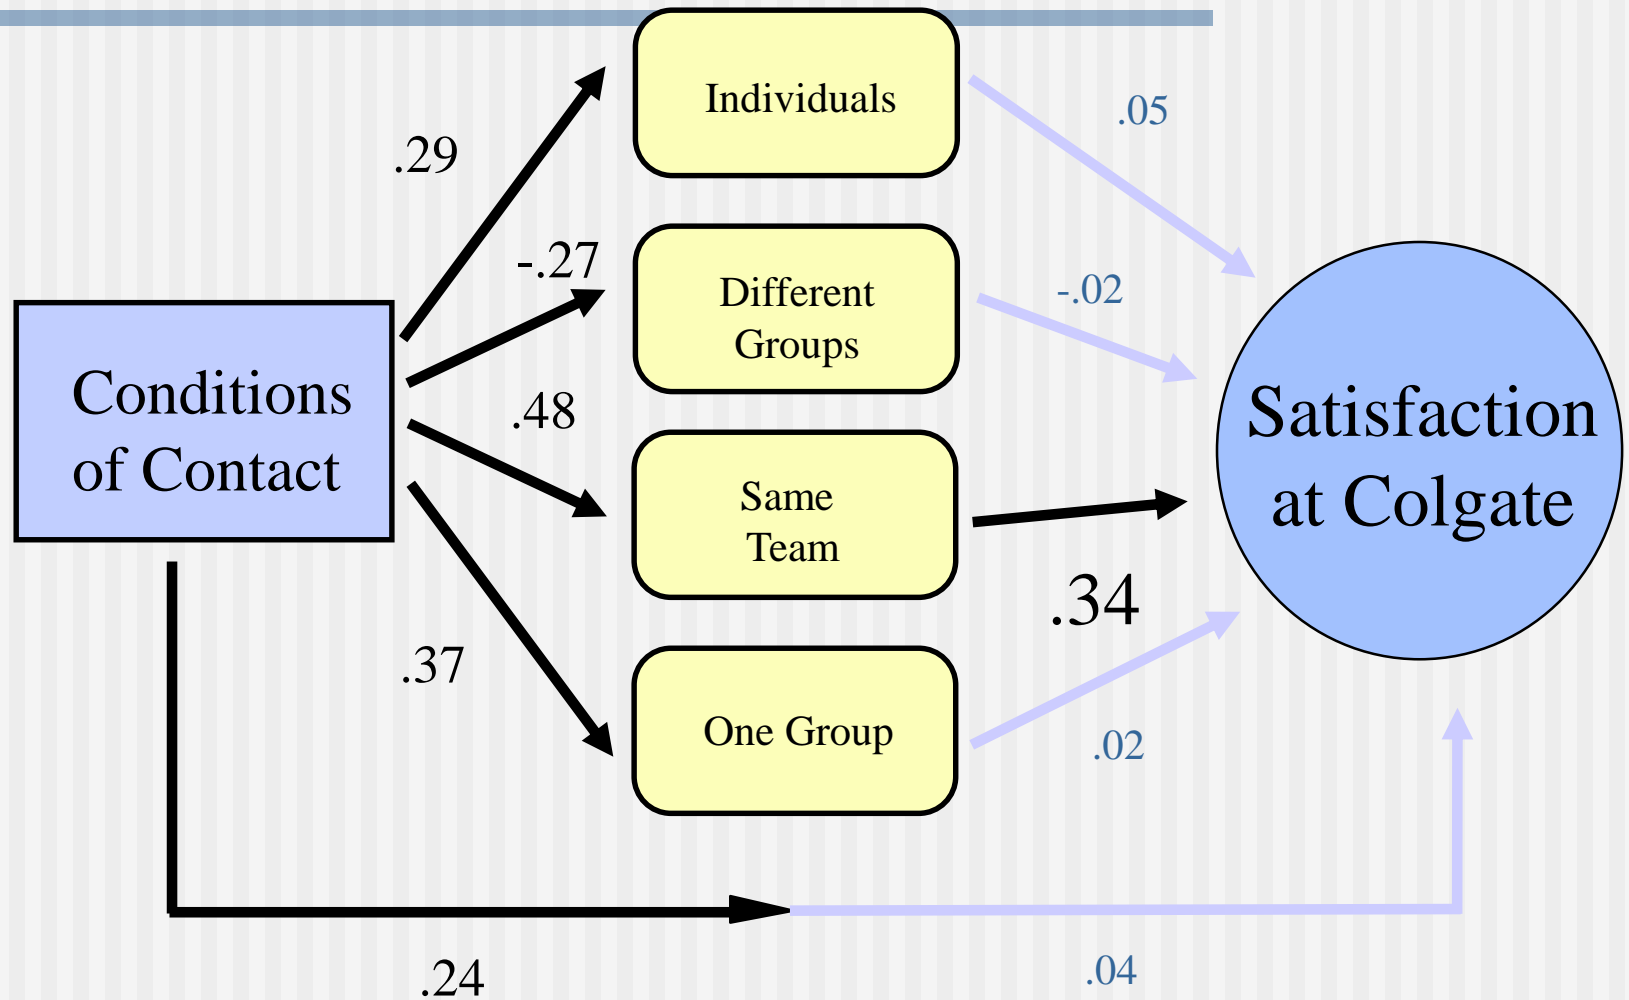 Individuals
.05
.29
-.27
Different
Groups
-.02
Conditions
of Contact
.48
Satisfaction
at Colgate
Same
Team
.34
.37
One Group
.02
.24
.04